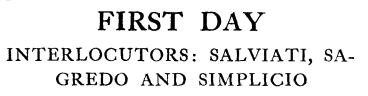 FIRST DAY
INTERLOCUTORS: SALVIATI, SA-
GREDO AND SIMPLICIO